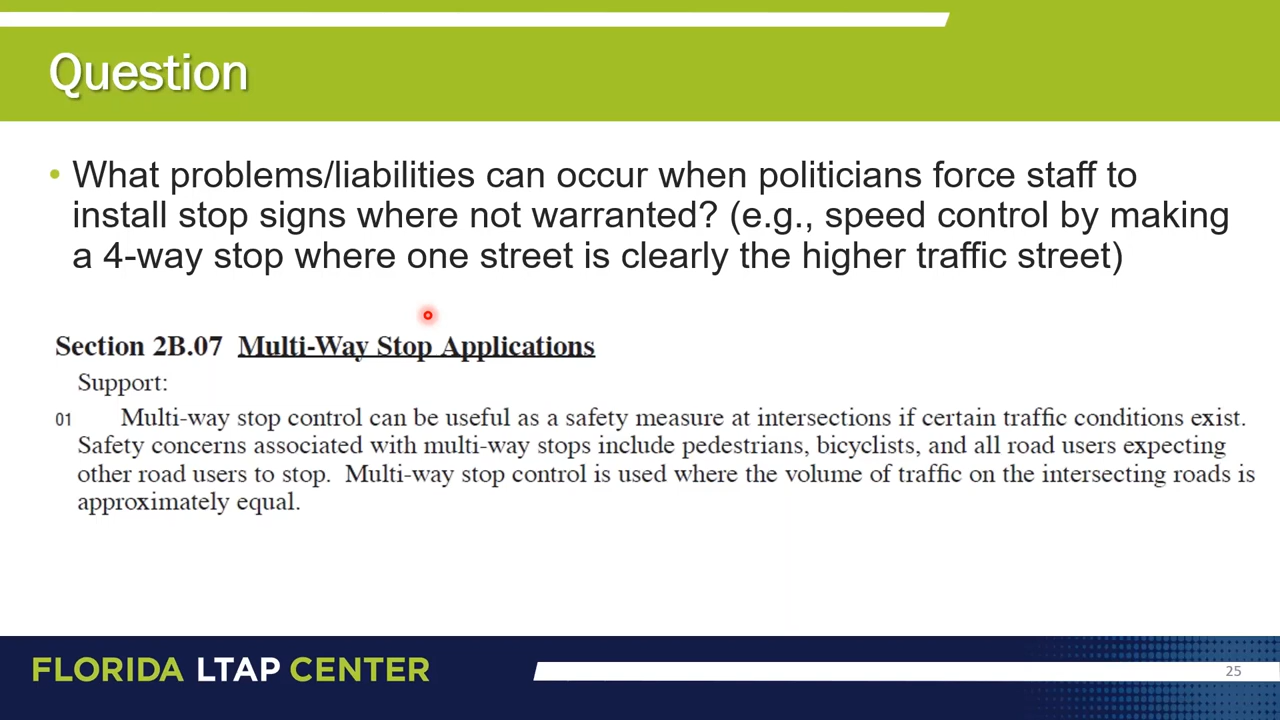 Question
• What problems/liabilities can occur when politicians force staff to
install stop signs where not warranted? (e.g., speed control by making
a 4-way stop where one street is clearly the higher traffic street)
Section 2B.07 Multi-Way Stop Applications
Support:
01 Multi-way stop control can be useful as a safety measure at intersections if certain traffic conditions exist.
Safety concerns associated with multi-way stops include pedestrians, bicyclists, and all road users expecting
other road users to stop. Multi-way stop control is used where the volume of traffic on the intersecting roads is
approximately equal.
FLORIDA LTAP CENTER
25